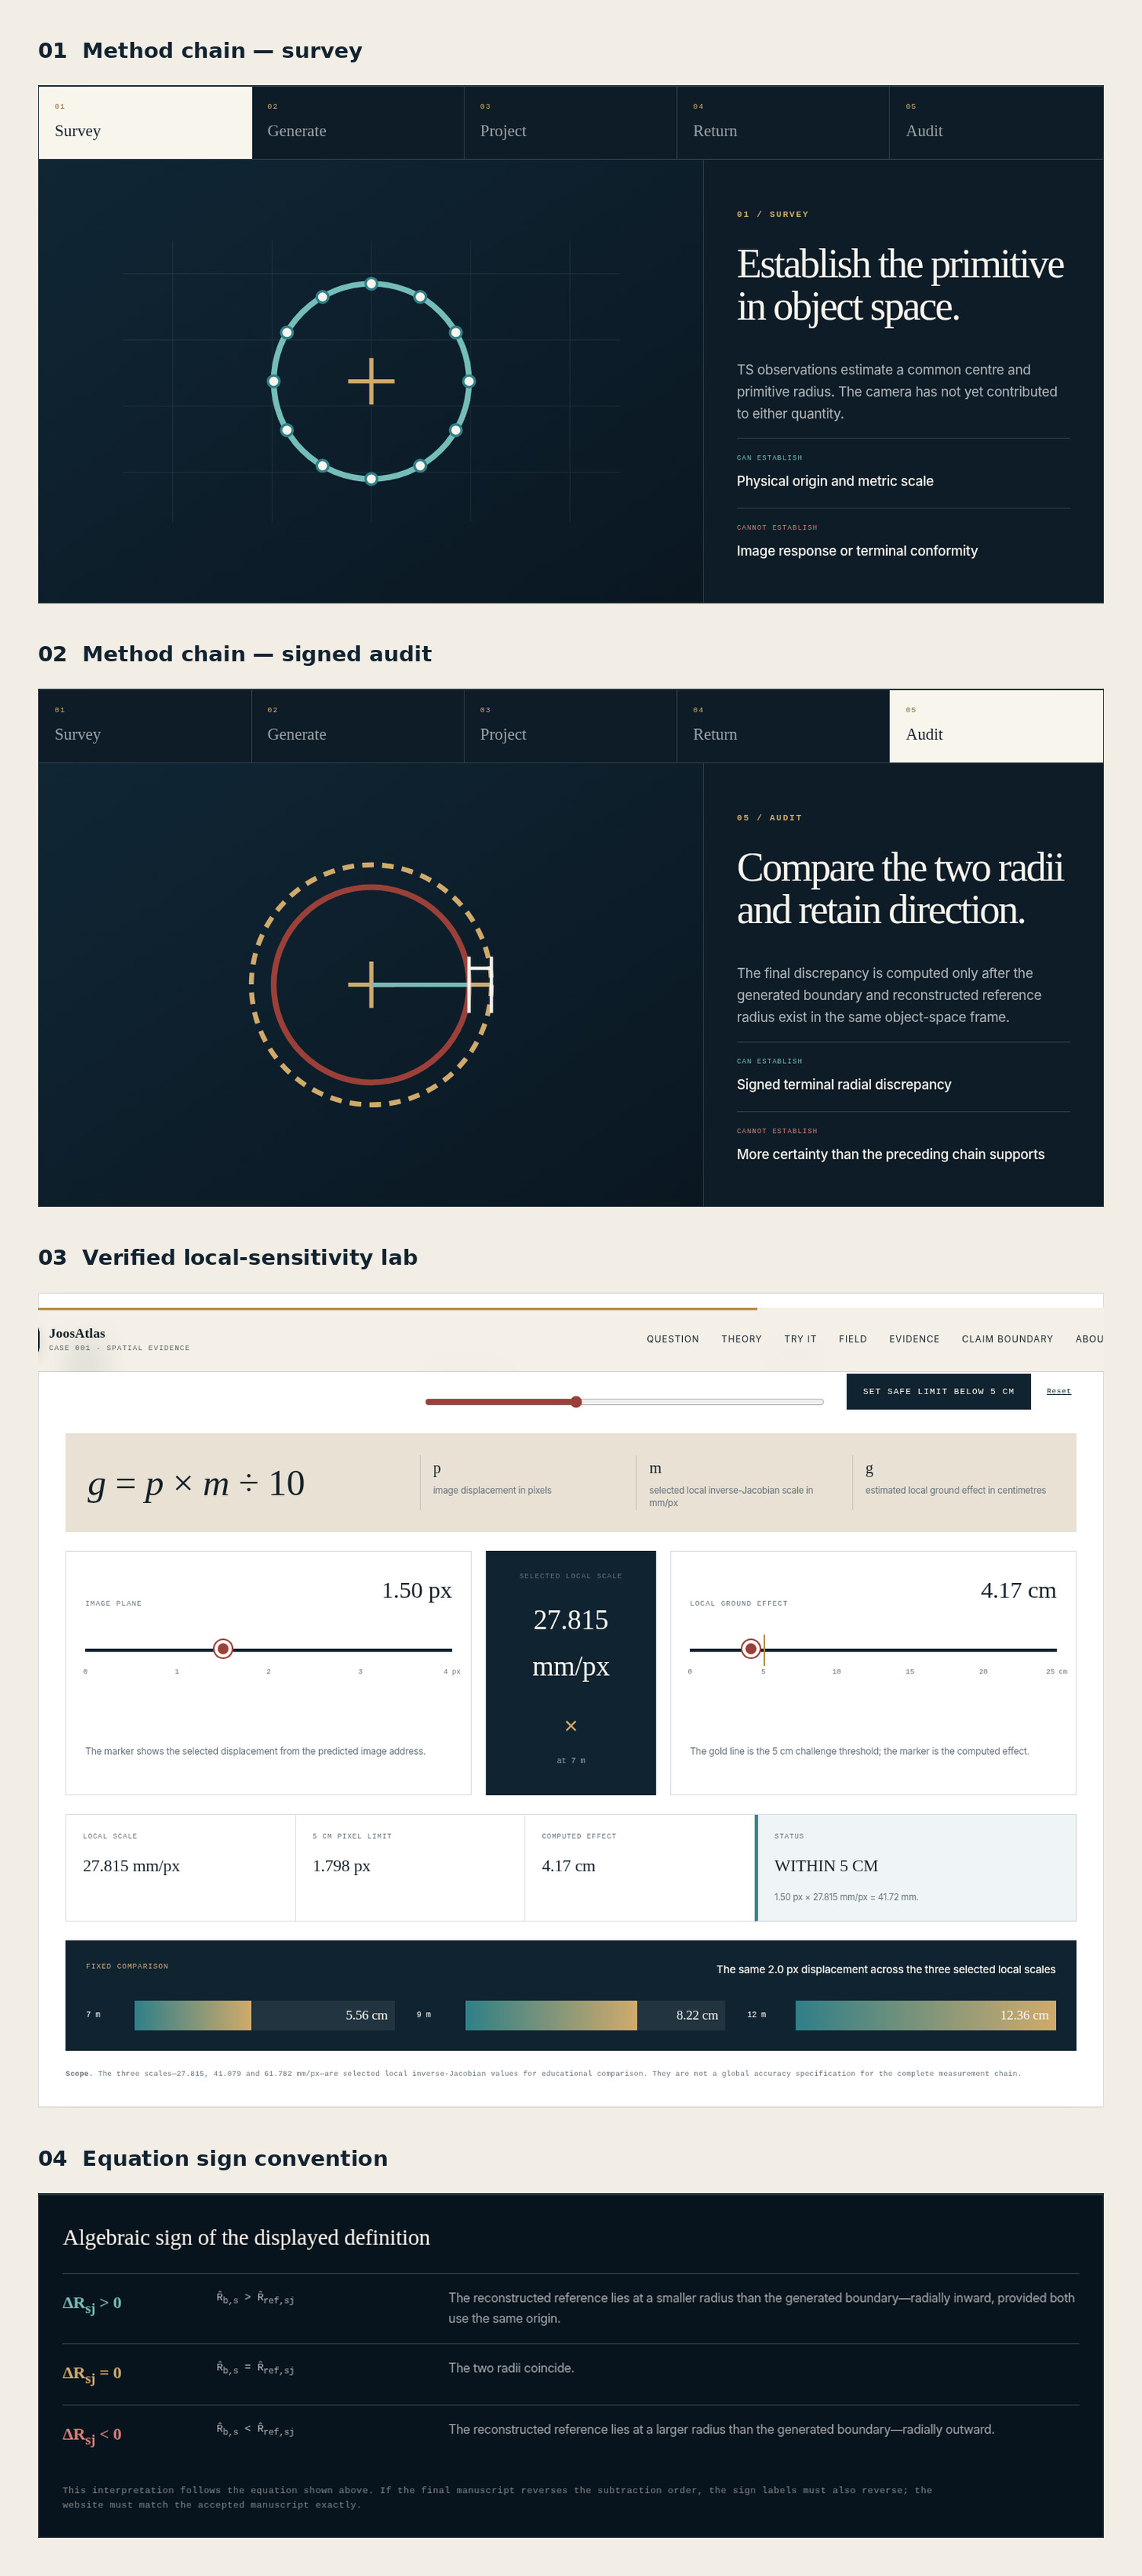 01 Method chain — survey
01
Survey
02
Generate
03
Project
04
Return
05
Audit
01 / SURVEY
Establish the primitive
in object space.
TS observations estimate a common centre and
primitive radius. The camera has not yet contributed
to either quantity.
CAN ESTABLISH
Physical origin and metric scale
CANNOT ESTABLISH
Image response or terminal conformity
02 Method chain — signed audit
01
Survey
02
Generate
03
Project
04
Return
05
Audit
05 / AUDIT
Compare the two radii
and retain direction.
The final discrepancy is computed only after the
generated boundary and reconstructed reference
radius exist in the same object-space frame.
CAN ESTABLISH
Signed terminal radial discrepancy
CANNOT ESTABLISH
More certainty than the preceding chain supports
03 Verified local-sensitivity lab
JoosAtlas
CASE 001 · SPATIAL EVIDENCE
QUESTION THEORY TRY IT FIELD EVIDENCE CLAIM BOUNDARY ABOU
SET SAFE LIMIT BELOW 5 CM Reset
g = p × m ÷ 10
p
image displacement in pixels
m
selected local inverse-Jacobian scale in
mm/px
g
estimated local ground effect in centimetres
IMAGE PLANE
1.50 px
0 1 2 3 4 px
The marker shows the selected displacement from the predicted image address.
SELECTED LOCAL SCALE
27.815
mm/px
×
at 7 m
LOCAL GROUND EFFECT
4.17 cm
0 5 10 15 20 25 cm
The gold line is the 5 cm challenge threshold; the marker is the computed effect.
LOCAL SCALE
27.815 mm/px
5 CM PIXEL LIMIT
1.798 px
COMPUTED EFFECT
4.17 cm
STATUS
WITHIN 5 CM
1.50 px × 27.815 mm/px = 41.72 mm.
FIXED COMPARISON
The same 2.0 px displacement across the three selected local scales
7 m 5.56 cm 9 m 8.22 cm 12 m 12.36 cm
Scope. The three scales—27.815, 41.079 and 61.782 mm/px—are selected local inverse-Jacobian values for educational comparison. They are not a global accuracy specification for the complete measurement chain.
04 Equation sign convention
Algebraic sign of the displayed definition
ΔRsj > 0
R̂b,s > R̂ref,sj
The reconstructed reference lies at a smaller radius than the generated boundary—radially inward, provided both
use the same origin.
ΔRsj = 0
R̂b,s = R̂ref,sj
The two radii coincide.
ΔRsj < 0
R̂b,s < R̂ref,sj
The reconstructed reference lies at a larger radius than the generated boundary—radially outward.
This interpretation follows the equation shown above. If the final manuscript reverses the subtraction order, the sign labels must also reverse; the
website must match the accepted manuscript exactly.